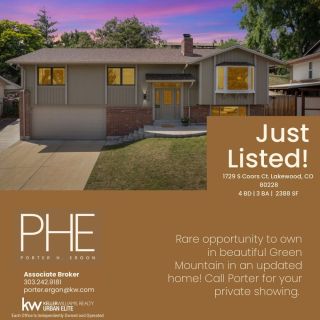 Just
Listed!
1729 S Coors Ct, Lakewood, CO
80228
4 BD | 3 BA | 2388 SF
PHE
PORTER H. ERGON
Associate Broker
303.242.9181
porter.ergon@kw.com
kw KELLERWILLIAMS REALTY
URBAN ELITE
Each Office Is Independently Owned and Operated
Rare opportunity to own
in beautiful Green
Mountain in an updated
home! Call Porter for your
private showing.